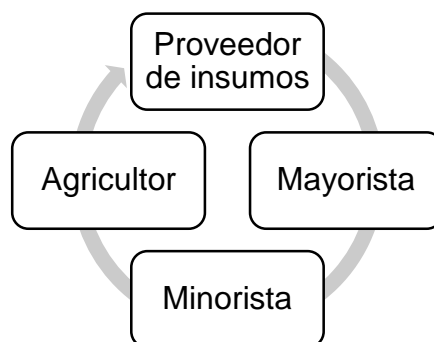 Proveedor
de insumos
Agricultor
Mayorista
Minorista